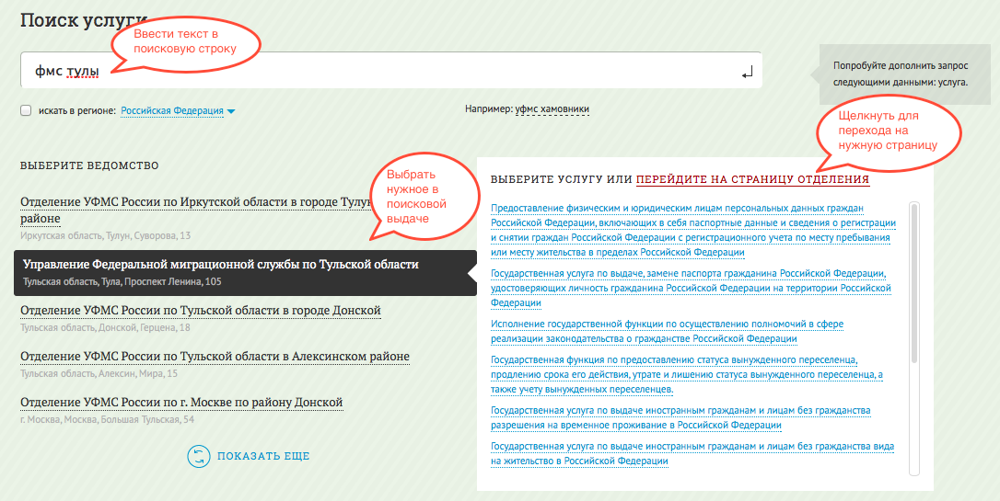 Поиск услуги
Ввести текст в
поисковую строку
фмс тулы
Попробуйте дополнить запрос
следующими данными: услуга.
искать в регионе: Российская Федерация
Например: уфмс хамовники
Щелкнуть для
перехода на
нужную страницу
ВЫБЕРИТЕ ВЕДОМСТВО
Выбрать
нужное в
поисковой
выдаче
Отделение УФМС России по Иркутской области в городе Тулун
районе
Иркутская область, Тулун, Суворова, 13
Управление Федеральной миграционной службы по Тульской области
Тульская область, Тула, Проспект Ленина, 105
Отделение УФМС России по Тульской области в городе Донской
Тульская область, Донской, Герцена, 18
Отделение УФМС России по Тульской области в Алексинском районе
Тульская область, Алексин, Мира, 15
Отделение УФМС России по г. Москве по району Донской
г. Москва, Москва, Большая Тульская, 54
ПОКАЗАТЬ ЕЩЕ
ВЫБЕРИТЕ УСЛУГУ ИЛИ ПЕРЕЙДИТЕ НА СТРАНИЦУ ОТДЕЛЕНИЯ
Предоставление физическим и юридическим лицам персональных данных граждан
Российской Федерации, включающих в себя паспортные данные и сведения о регистрации
и снятии граждан Российской Федерации с регистрационного учета по месту пребывания
или месту жительства в пределах Российской Федерации
Государственная услуга по выдаче, замене паспорта гражданина Российской Федерации,
удостоверяющих личность гражданина Российской Федерации на территории Российской
Федерации
Исполнение государственной функции по осуществлению полномочий в сфере
реализации законодательства о гражданстве Российской Федерации
Государственная функция по предоставлению статуса вынужденного переселенца,
продлению срока его действия, утрате и лишению статуса вынужденного переселенца, а
также учету вынужденных переселенцев.
Государственная услуга по выдаче иностранным гражданам и лицам без гражданства
разрешения на временное проживание в Российской Федерации
Государственная услуга по выдаче иностранным гражданам и лицам без гражданства вида
на жительство в Российской Федерации